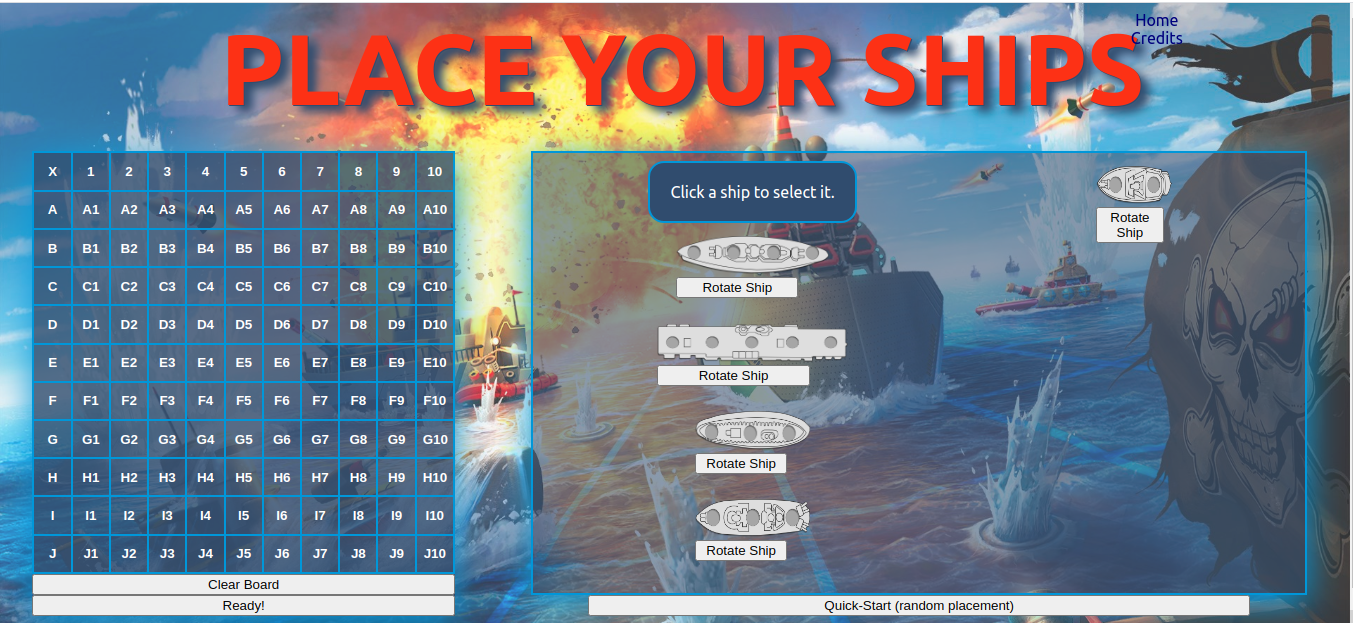 Home
Credits
PLACE YOUR SHIPS
X 1 2 3 4 5 6 7 8 9 10
A A1 A2 A3 A4 A5 A6 A7 A8 A9 A10
B B1 B2 B3 B4 B5 B6 B7 B8 B9 B10
C C1 C2 C3 C4 C5 C6 C7 C8 C9 C10
D D1 D2 D3 D4 D5 D6 D7 D8 D9 D10
E E1 E2 E3 E4 E5 E6 E7 E8 E9 E10
F F1 F2 F3 F4 F5 F6 F7 F8 F9 F10
G G1 G2 G3 G4 G5 G6 G7 G8 G9 G10
H H1 H2 H3 H4 H5 H6 H7 H8 H9 H10
I I1 I2 I3 I4 I5 I6 I7 I8 I9 I10
J J1 J2 J3 J4 J5 J6 J7 J8 J9 J10
Clear Board
Ready!
Click a ship to select it.
Rotate Ship
Rotate Ship
Rotate Ship
Rotate Ship
Rotate
Ship
Quick-Start (random placement)